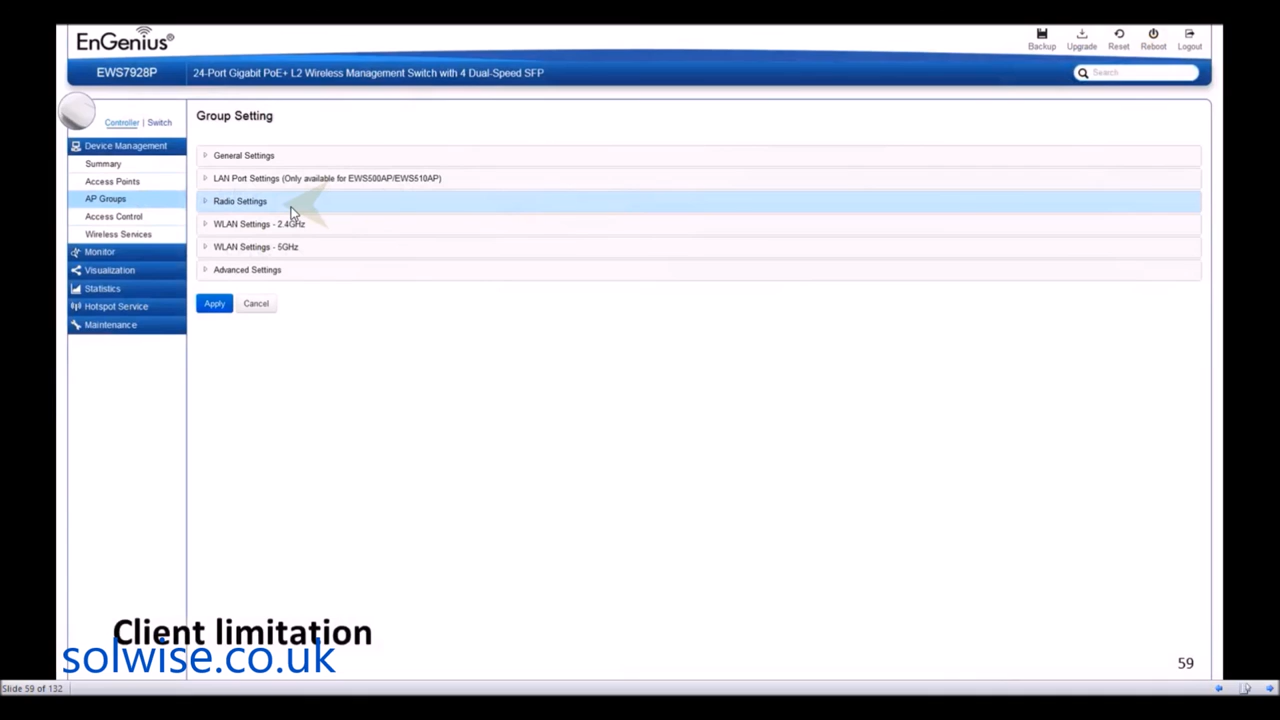 EnGenius®
Backup Upgrade Reset Reboot Logout
EWS7928P 24-Port Gigabit PoE+ L2 Wireless Management Switch with 4 Dual-Speed SFP Search
Controller | Switch
Device Management
Summary
Access Points
AP Groups
Access Control
Wireless Services
Monitor
Visualization
Statistics
Hotspot Service
Maintenance
Group Setting
General Settings
LAN Port Settings (Only available for EWS500AP/EWS510AP)
Radio Settings
WLAN Settings - 2.4GHz
WLAN Settings - 5GHz
Advanced Settings
Apply Cancel
Client limitation
solwise.co.uk
59
Slide 59 of 132